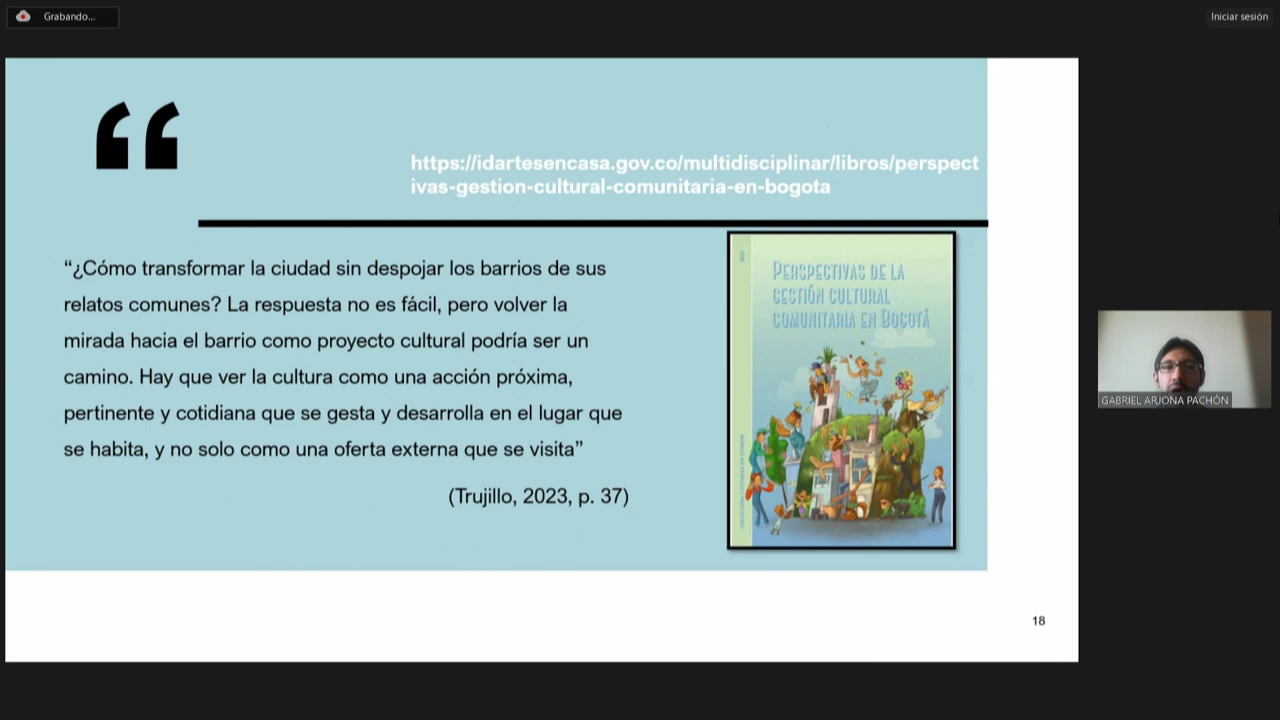 Grabando...
Iniciar sesión
https://idartesencasa.gov.co/multidisciplinar/libros/perspect
ivas-gestion-cultural-comunitaria-en-bogota
“¿Cómo transformar la ciudad sin despojar los barrios de sus
relatos comunes? La respuesta no es fácil, pero volver la
mirada hacia el barrio como proyecto cultural podría ser un
camino. Hay que ver la cultura como una acción próxima,
pertinente y cotidiana que se gesta y desarrolla en el lugar que
se habita, y no solo como una oferta externa que se visita”
(Trujillo, 2023, p. 37)
Perspectivas de la
gestión cultural
comunitaria en Bogotá
GABRIEL ARJONA PACHÓN
18